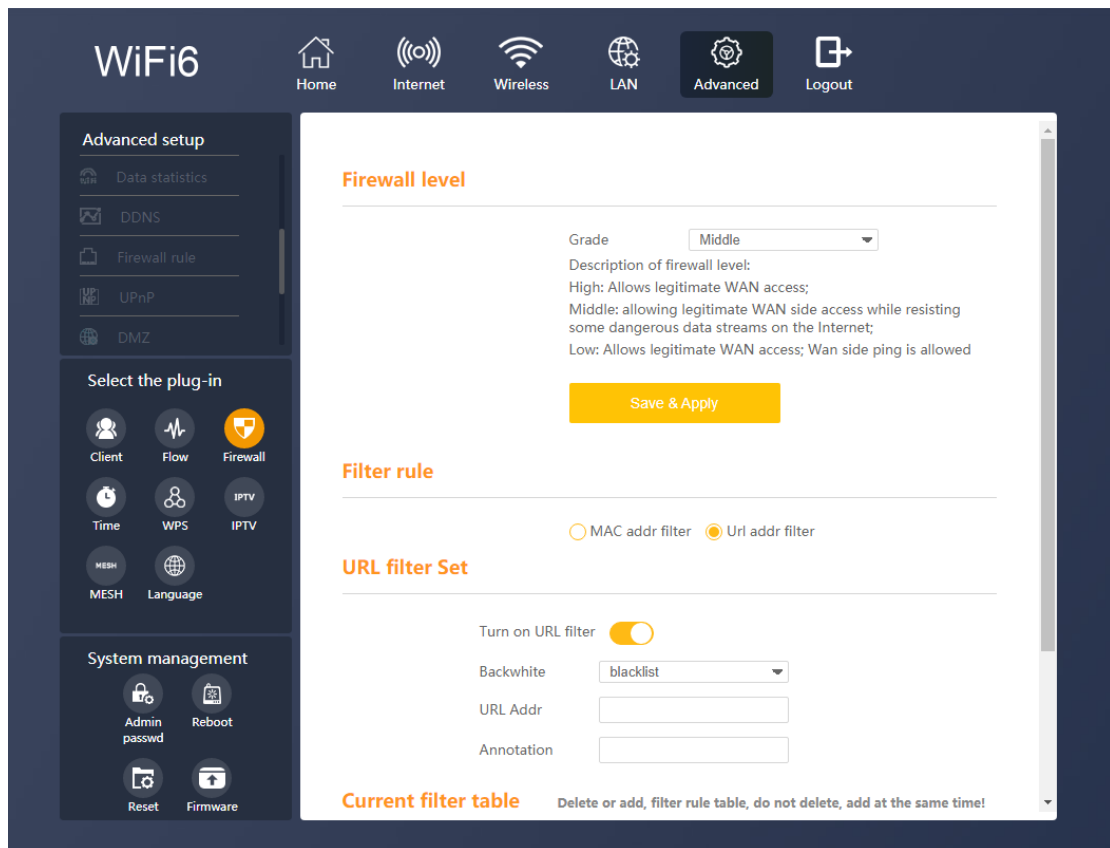 WiFi6
Home
Internet
Wireless
LAN
Advanced
Logout
Advanced setup
Data statistics
DDNS
Firewall rule
UPnP
DMZ
Select the plug-in
Client
Flow
Firewall
Time
WPS
IPTV
IPTV
MESH
MESH
Language
System management
Admin
passwd
Reboot
Reset
Firmware
Firewall level
Grade Middle
Description of firewall level:
High: Allows legitimate WAN access;
Middle: allowing legitimate WAN side access while resisting
some dangerous data streams on the Internet;
Low: Allows legitimate WAN access; Wan side ping is allowed
Save & Apply
Filter rule
MAC addr filter Url addr filter
URL filter Set
Turn on URL filter
Backwhite blacklist
URL Addr
Annotation
Current filter table Delete or add, filter rule table, do not delete, add at the same time!